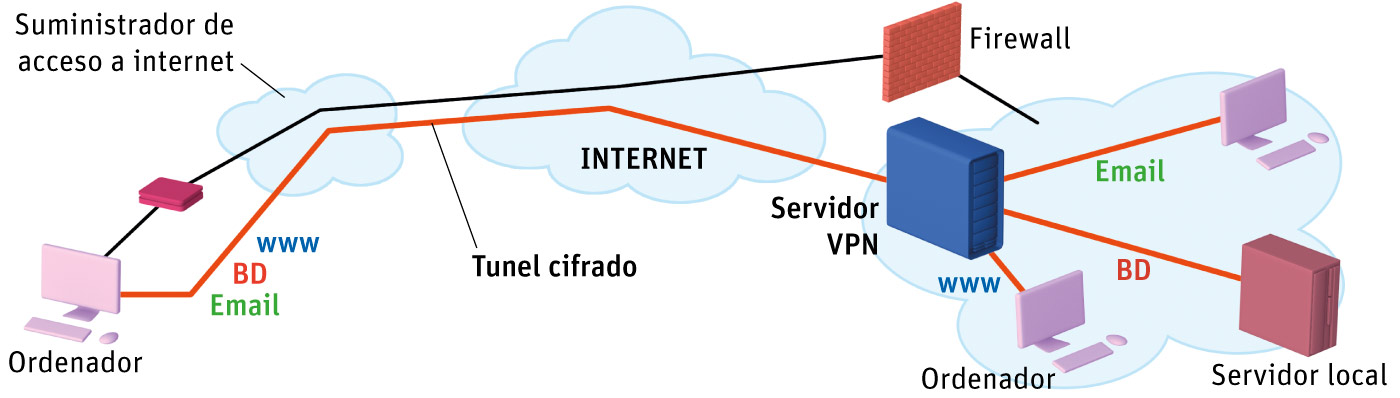 Suministrador de
acceso a internet
Firewall
INTERNET
Email
Servidor
VPN
www
BD
Email
Tunel cifrado
BD
www
Ordenador
Ordenador
Servidor local